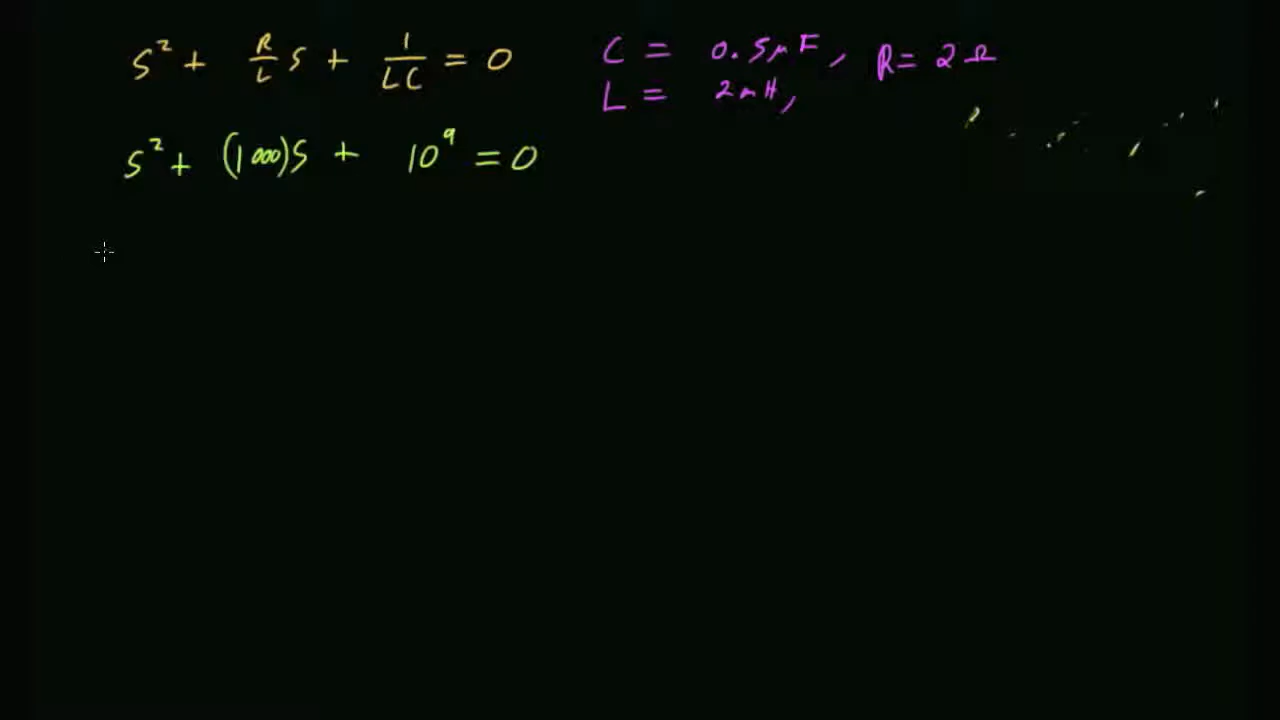 S² + R/L S + 1/LC = 0
C = 0.5μF, R = 2Ω
L = 2mH,
S² + (1000)S + 10⁹ = 0